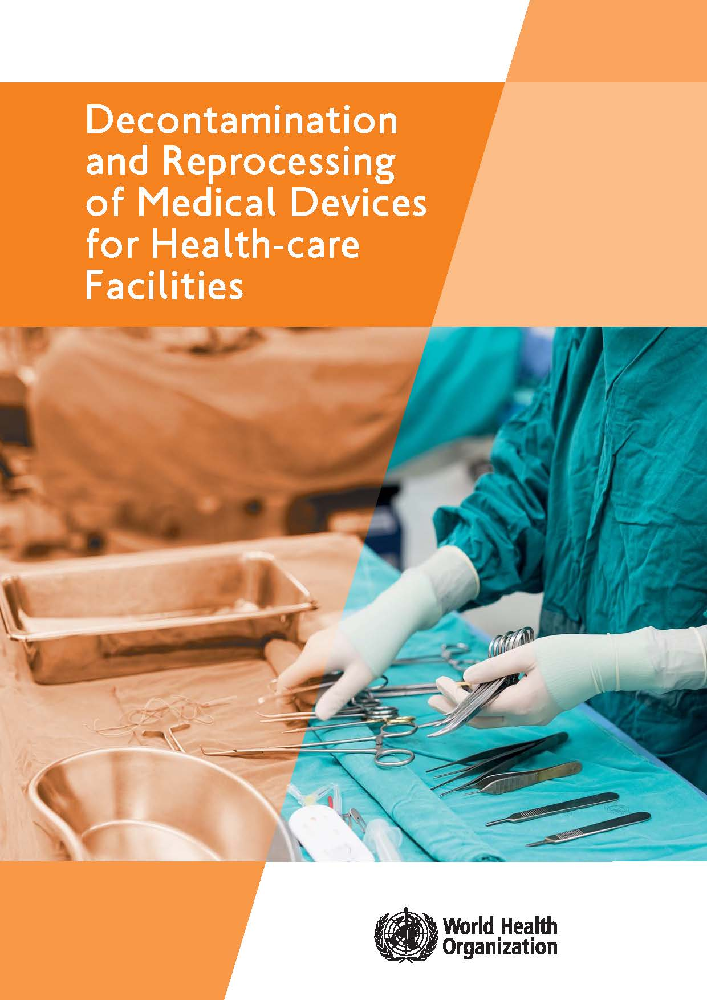 Decontamination
and Reprocessing
of Medical Devices
for Health-care
Facilities
World Health
Organization